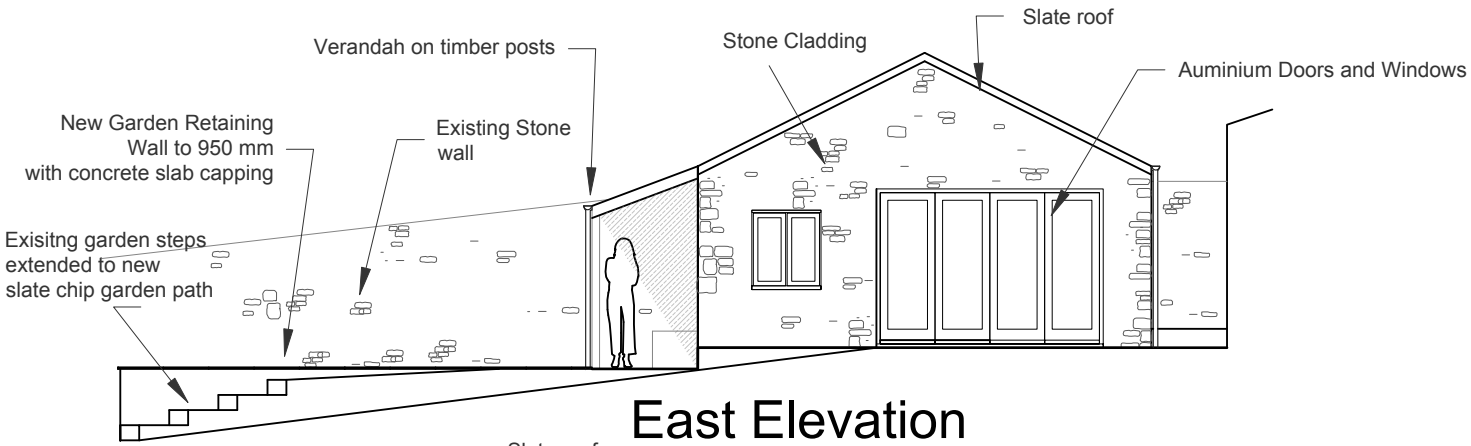 Slate roof
Stone Cladding
Verandah on timber posts
Auminium Doors and Windows
New Garden Retaining
Wall to 950 mm
with concrete slab capping
Existing Stone
wall
Exisitng garden steps
extended to new
slate chip garden path
East Elevation